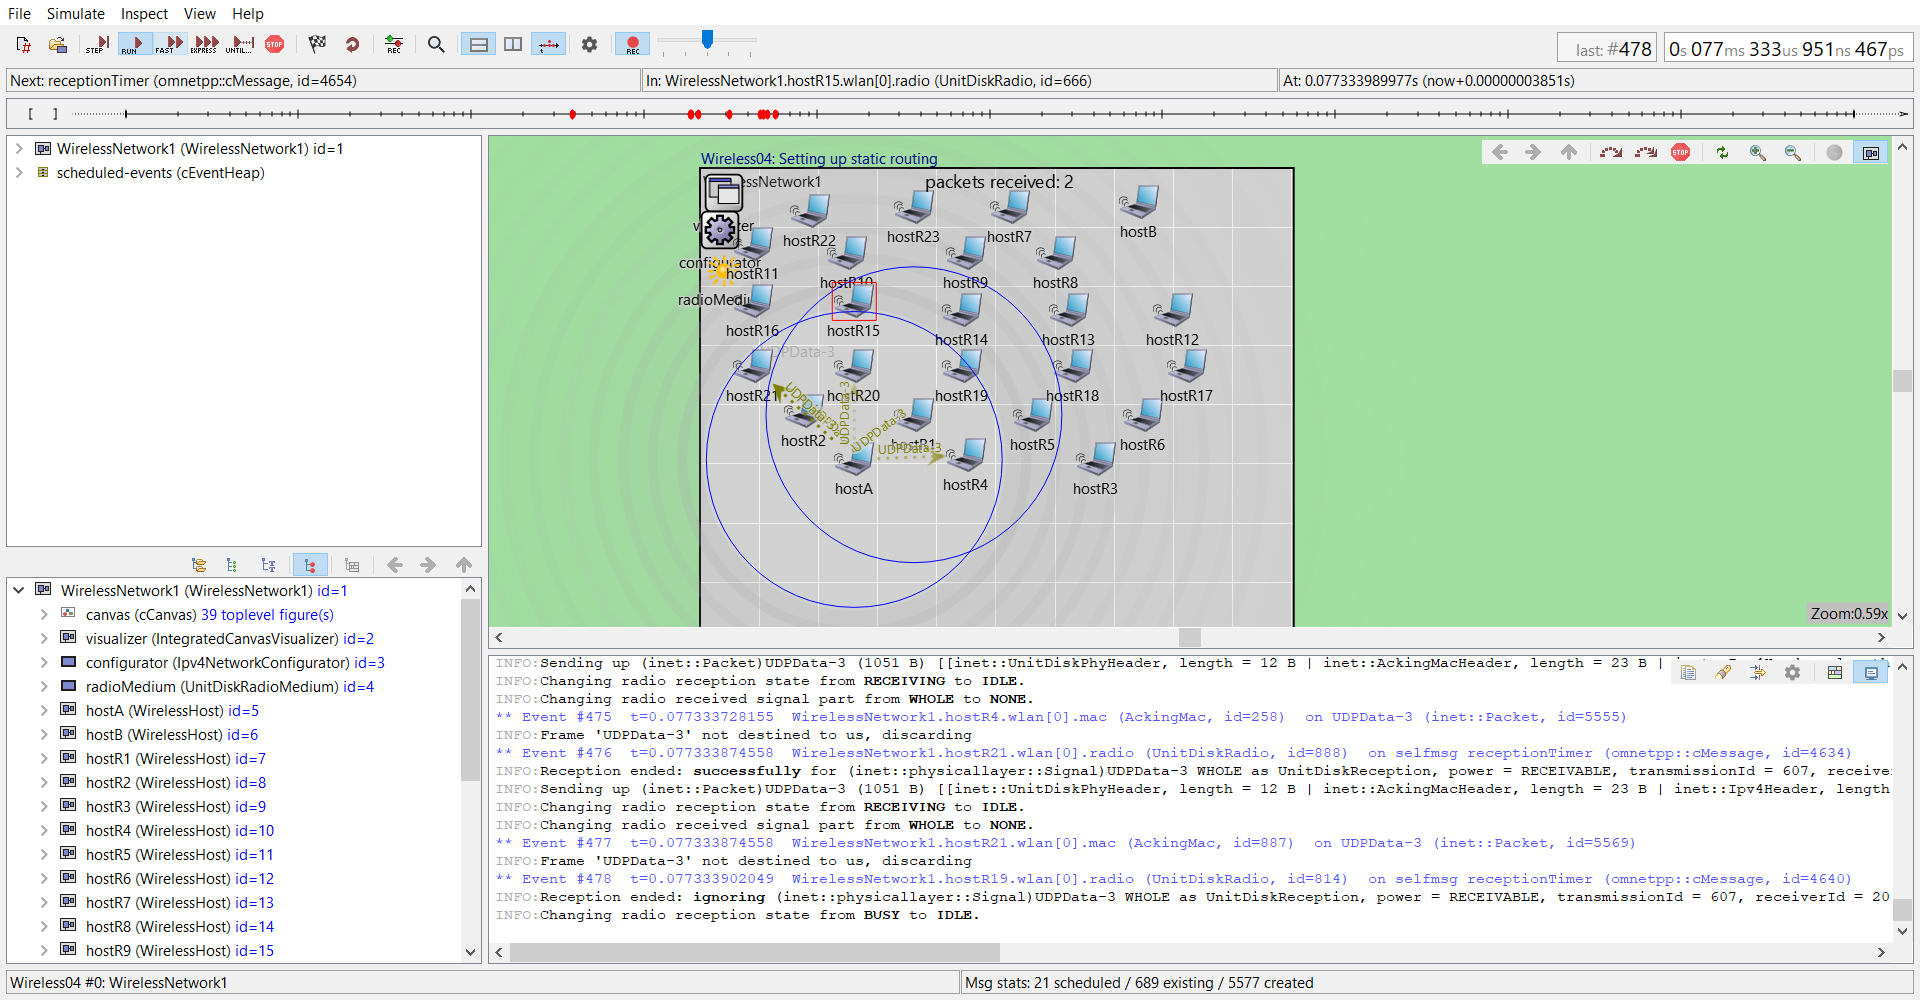 File Simulate Inspect View Help
STEP RUN FAST EXPRESS UNTIL... STOP REC REC
last: #478 0s 077ms 333us 951ns 467ps
Next: receptionTimer (omnetpp::cMessage, id=4654) In: WirelessNetwork1.hostR15.wlan[0].radio (UnitDiskRadio, id=666) At: 0.077333989977s (now+0.00000003851s)
[ ]
WirelessNetwork1 (WirelessNetwork1) id=1
scheduled-events (cEventHeap)
WirelessNetwork1 (WirelessNetwork1) id=1
canvas (cCanvas) 39 toplevel figure(s)
visualizer (IntegratedCanvasVisualizer) id=2
configurator (Ipv4NetworkConfigurator) id=3
radioMedium (UnitDiskRadioMedium) id=4
hostA (WirelessHost) id=5
hostB (WirelessHost) id=6
hostR1 (WirelessHost) id=7
hostR2 (WirelessHost) id=8
hostR3 (WirelessHost) id=9
hostR4 (WirelessHost) id=10
hostR5 (WirelessHost) id=11
hostR6 (WirelessHost) id=12
hostR7 (WirelessHost) id=13
hostR8 (WirelessHost) id=14
hostR9 (WirelessHost) id=15
Wireless04: Setting up static routing
STOP
packets received: 2
hostR22 hostR23 hostR7 hostB
configurator
hostR11 hostR10 hostR9 hostR8
hostR16 hostR15 hostR14 hostR13 hostR12
UDPData-3
hostR21 hostR20 hostR19 hostR18 hostR17
UDPData-3
UDPData-3
UDPData-3
hostR2 hostR1 hostR5 hostR6
UDPData-3
hostA hostR4 hostR3
Zoom:0.59x
INFO:Sending up (inet::Packet)UDPData-3 (1051 B) [[inet::UnitDiskPhyHeader, length = 12 B | inet::AckingMacHeader, length = 23 B |
INFO:Changing radio reception state from RECEIVING to IDLE.
INFO:Changing radio received signal part from WHOLE to NONE.
** Event #475 t=0.077333728155 WirelessNetwork1.hostR4.wlan[0].mac (AckingMac, id=258) on UDPData-3 (inet::Packet, id=5555)
INFO:Frame 'UDPData-3' not destined to us, discarding
** Event #476 t=0.077333874558 WirelessNetwork1.hostR21.wlan[0].radio (UnitDiskRadio, id=888) on selfmsg receptionTimer (omnetpp::cMessage, id=4634)
INFO:Reception ended: successfully for (inet::physicallayer::Signal)UDPData-3 WHOLE as UnitDiskReception, power = RECEIVABLE, transmissionId = 607, receive
INFO:Sending up (inet::Packet)UDPData-3 (1051 B) [[inet::UnitDiskPhyHeader, length = 12 B | inet::AckingMacHeader, length = 23 B | inet::Ipv4Header, length
INFO:Changing radio reception state from RECEIVING to IDLE.
INFO:Changing radio received signal part from WHOLE to NONE.
** Event #477 t=0.077333874558 WirelessNetwork1.hostR21.wlan[0].mac (AckingMac, id=887) on UDPData-3 (inet::Packet, id=5569)
INFO:Frame 'UDPData-3' not destined to us, discarding
** Event #478 t=0.077333902049 WirelessNetwork1.hostR19.wlan[0].radio (UnitDiskRadio, id=814) on selfmsg receptionTimer (omnetpp::cMessage, id=4640)
INFO:Reception ended: ignoring (inet::physicallayer::Signal)UDPData-3 WHOLE as UnitDiskReception, power = RECEIVABLE, transmissionId = 607, receiverId = 20
INFO:Changing radio reception state from BUSY to IDLE.
Wireless04 #0: WirelessNetwork1 Msg stats: 21 scheduled / 689 existing / 5577 created